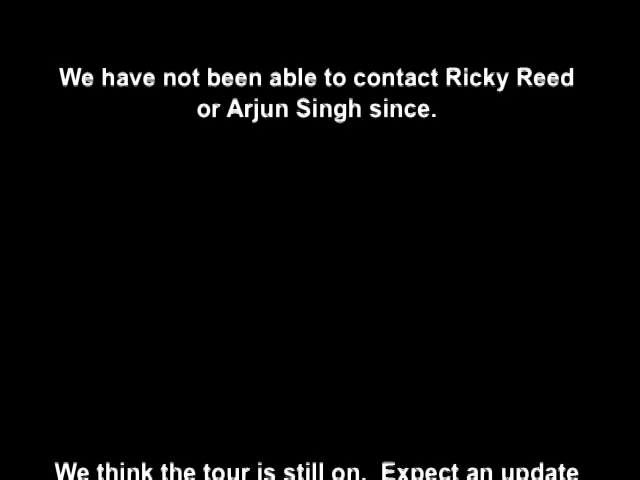 We have not been able to contact Ricky Reed
or Arjun Singh since.
We think the tour is still on.  Expect an update